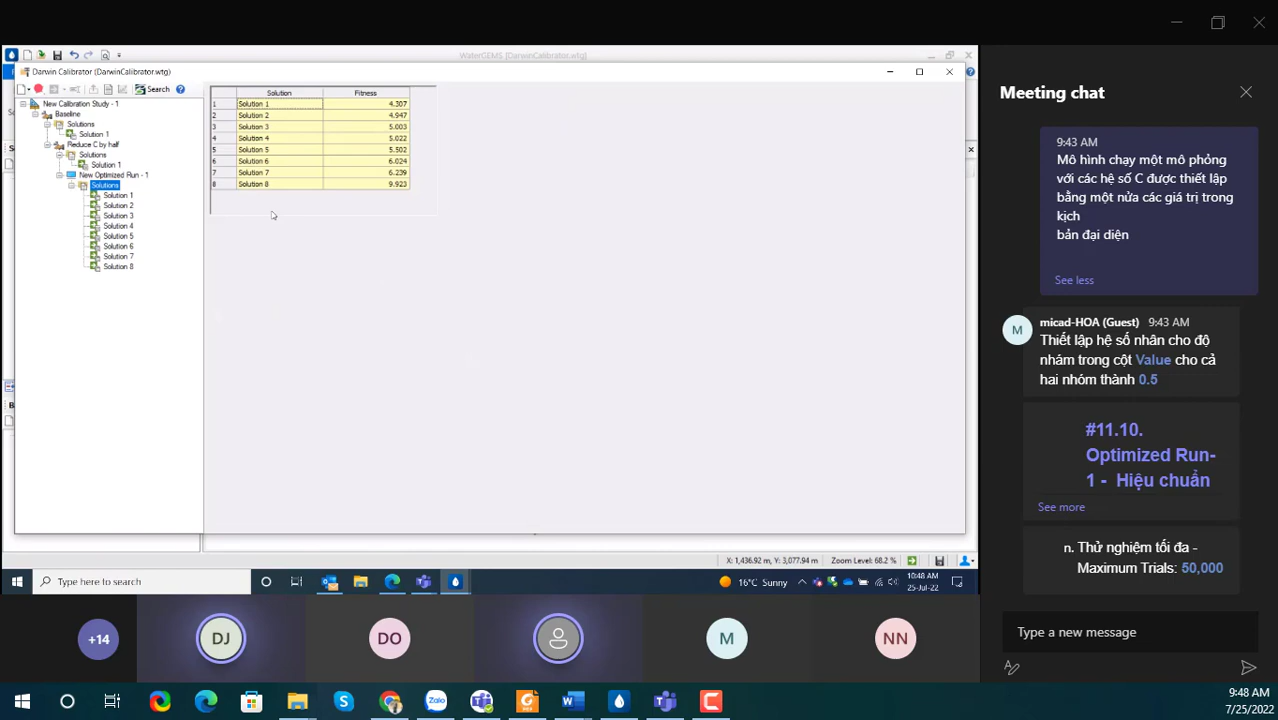 WaterGEMS [DarwinCalibrator.wtg]
Darwin Calibrator (DarwinCalibrator.wtg)
Search
New Calibration Study - 1
Baseline
Solutions
Solution 1
Reduce C by half
Solutions
Solution 1
New Optimized Run - 1
Solutions
Solution 1
Solution 2
Solution 3
Solution 4
Solution 5
Solution 6
Solution 7
Solution 8
Solution Fitness
1 Solution 1 4.307
2 Solution 2 4.947
3 Solution 3 5.003
4 Solution 4 5.022
5 Solution 5 5.502
6 Solution 6 6.024
7 Solution 7 6.239
8 Solution 8 9.923
X: 1,436.92 m, Y: 3,077.94 m Zoom Level: 68.2 %
Type here to search
16°C Sunny
10:48 AM
25-Jul-22
+14
DJ
DO
M
NN
Meeting chat
9:43 AM
Mô hình chạy một mô phỏng
với các hệ số C được thiết lập
bằng một nửa các giá trị trong
kịch
bản đại diện
See less
M
micad-HOA (Guest) 9:43 AM
Thiết lập hệ số nhân cho độ
nhám trong cột Value cho cả
hai nhóm thành 0.5
#11.10.
Optimized Run-
1 - Hiệu chuẩn
See more
n. Thử nghiệm tối đa -
Maximum Trials: 50,000
Type a new message
Zalo
9:48 AM
7/25/2022